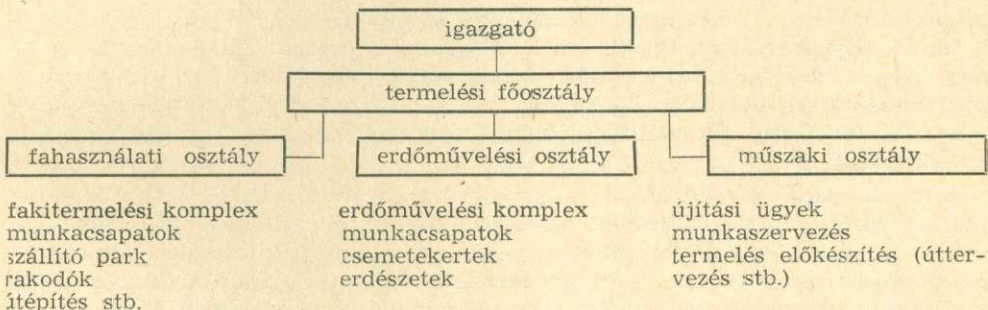 igazgató
termelési főosztály
fahasználati osztály
erdőművelési osztály
műszaki osztály
fakitermelési komplex
munkacsapatok
szállító park
rakodók
útépítés stb.
erdőművelési komplex
munkacsapatok
csemetekertek
erdészetek
újítási ügyek
munkaszervezés
termelés előkészítés (úttervezés stb.)